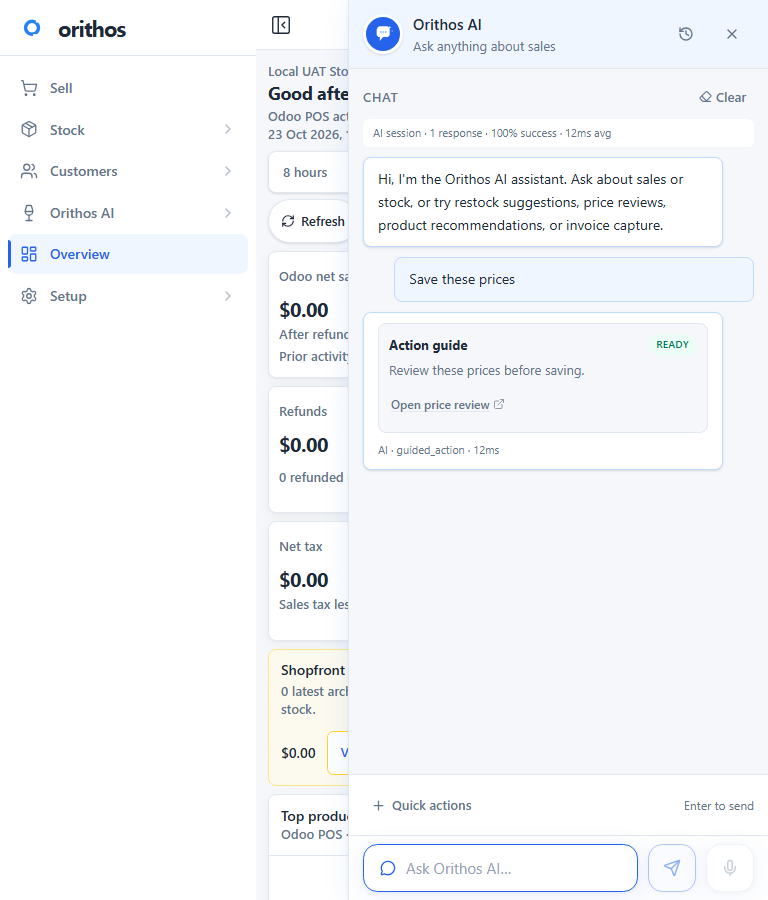 orithos
Sell
Stock
Customers
Orithos AI
Overview
Setup
Local UAT Sto
Good afte
Odoo POS act
23 Oct 2026,
8 hours
Refresh
Odoo net sa
$0.00
After refund
Prior activity
Refunds
$0.00
0 refunded
Net tax
$0.00
Sales tax les
Shopfront
0 latest arch
stock.
$0.00
V
Top produ
Odoo POS ·
Orithos AI
Ask anything about sales
CHAT
Clear
AI session · 1 response · 100% success · 12ms avg
Hi, I'm the Orithos AI assistant. Ask about sales or
stock, or try restock suggestions, price reviews,
product recommendations, or invoice capture.
Save these prices
Action guide
READY
Review these prices before saving.
Open price review
AI · guided_action · 12ms
Quick actions
Enter to send
Ask Orithos AI...